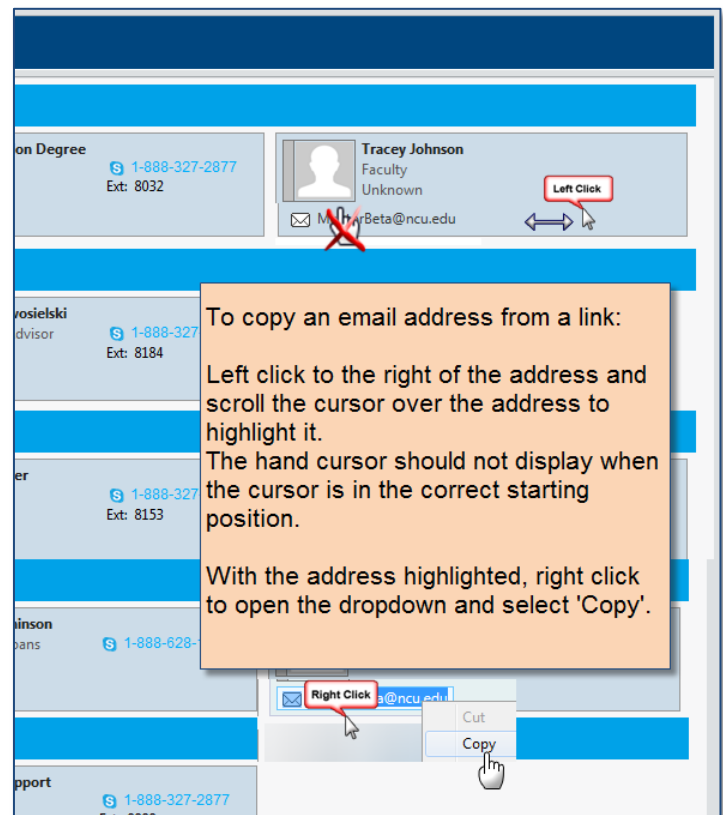 on Degree
1-888-327-2877
Ext: 8032
Tracey Johnson
Faculty
Unknown
Left Click
rBeta@ncu.edu
vosielski
dvisor
1-888-327
Ext: 8184
To copy an email address from a link:
Left click to the right of the address and
scroll the cursor over the address to
highlight it.
The hand cursor should not display when
the cursor is in the correct starting
position.
With the address highlighted, right click
to open the dropdown and select 'Copy'.
er
1-888-327
Ext: 8153
inson
oans
1-888-628-
Right Click
a@ncu.edu
Cut
Copy
pport
1-888-327-2877